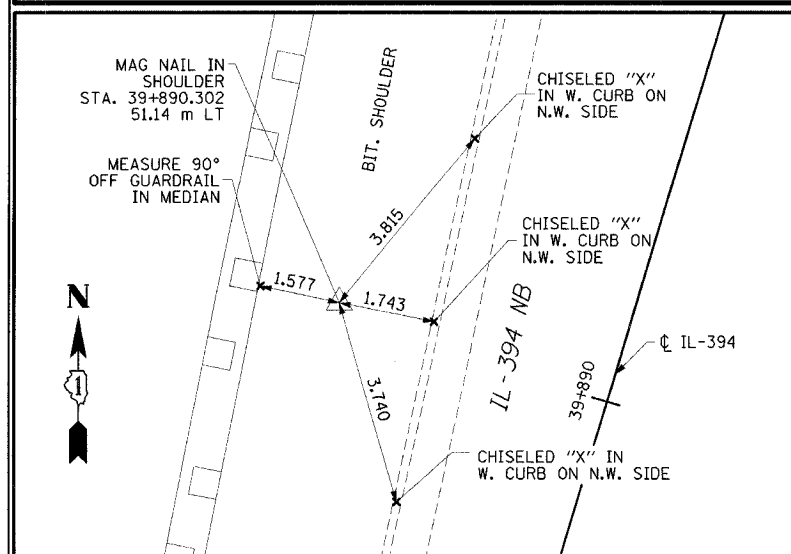 MAG NAIL IN
SHOULDER
STA. 39+890.302
51.14 m LT
MEASURE 90°
OFF GUARDRAIL
IN MEDIAN
BIT. SHOULDER
CHISELED "X"
IN W. CURB ON
N.W. SIDE
3.815
CHISELED "X"
IN W. CURB ON
N.W. SIDE
1.577
1.743
N
1
IL-394 NB
℄ IL-394
39+890
3.740
CHISELED "X" IN
W. CURB ON N.W. SIDE